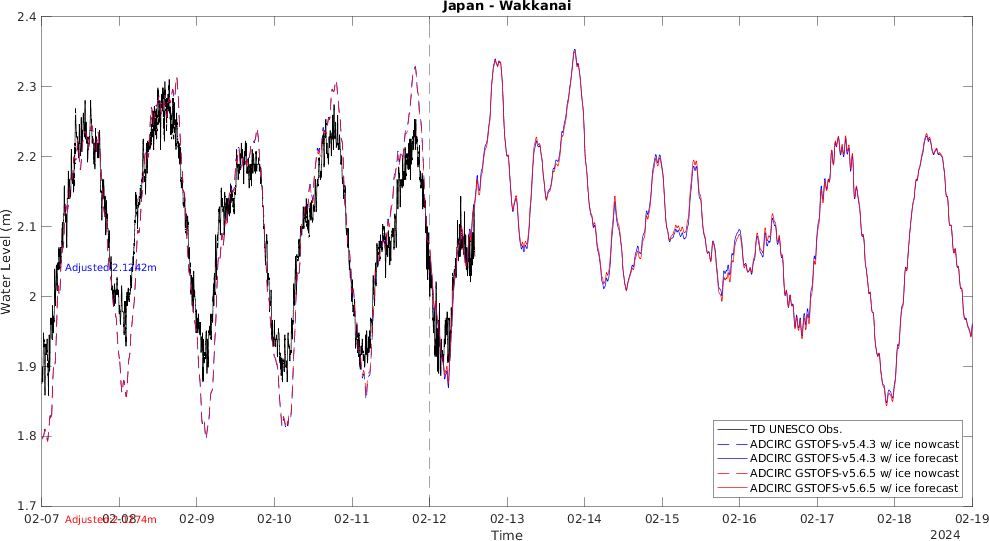 Japan - Wakkanai
2.4
2.3
2.2
2.1
2
1.9
1.8
1.7
Water Level (m)
Adjusted 2.1242m
TD UNESCO Obs.
ADCIRC GSTOFS-v5.4.3 w/ ice nowcast
ADCIRC GSTOFS-v5.4.3 w/ ice forecast
ADCIRC GSTOFS-v5.6.5 w/ ice nowcast
ADCIRC GSTOFS-v5.6.5 w/ ice forecast
02-07 02-08 02-09 02-10 02-11 02-12 02-13 02-14 02-15 02-16 02-17 02-18 02-19
Time
2024